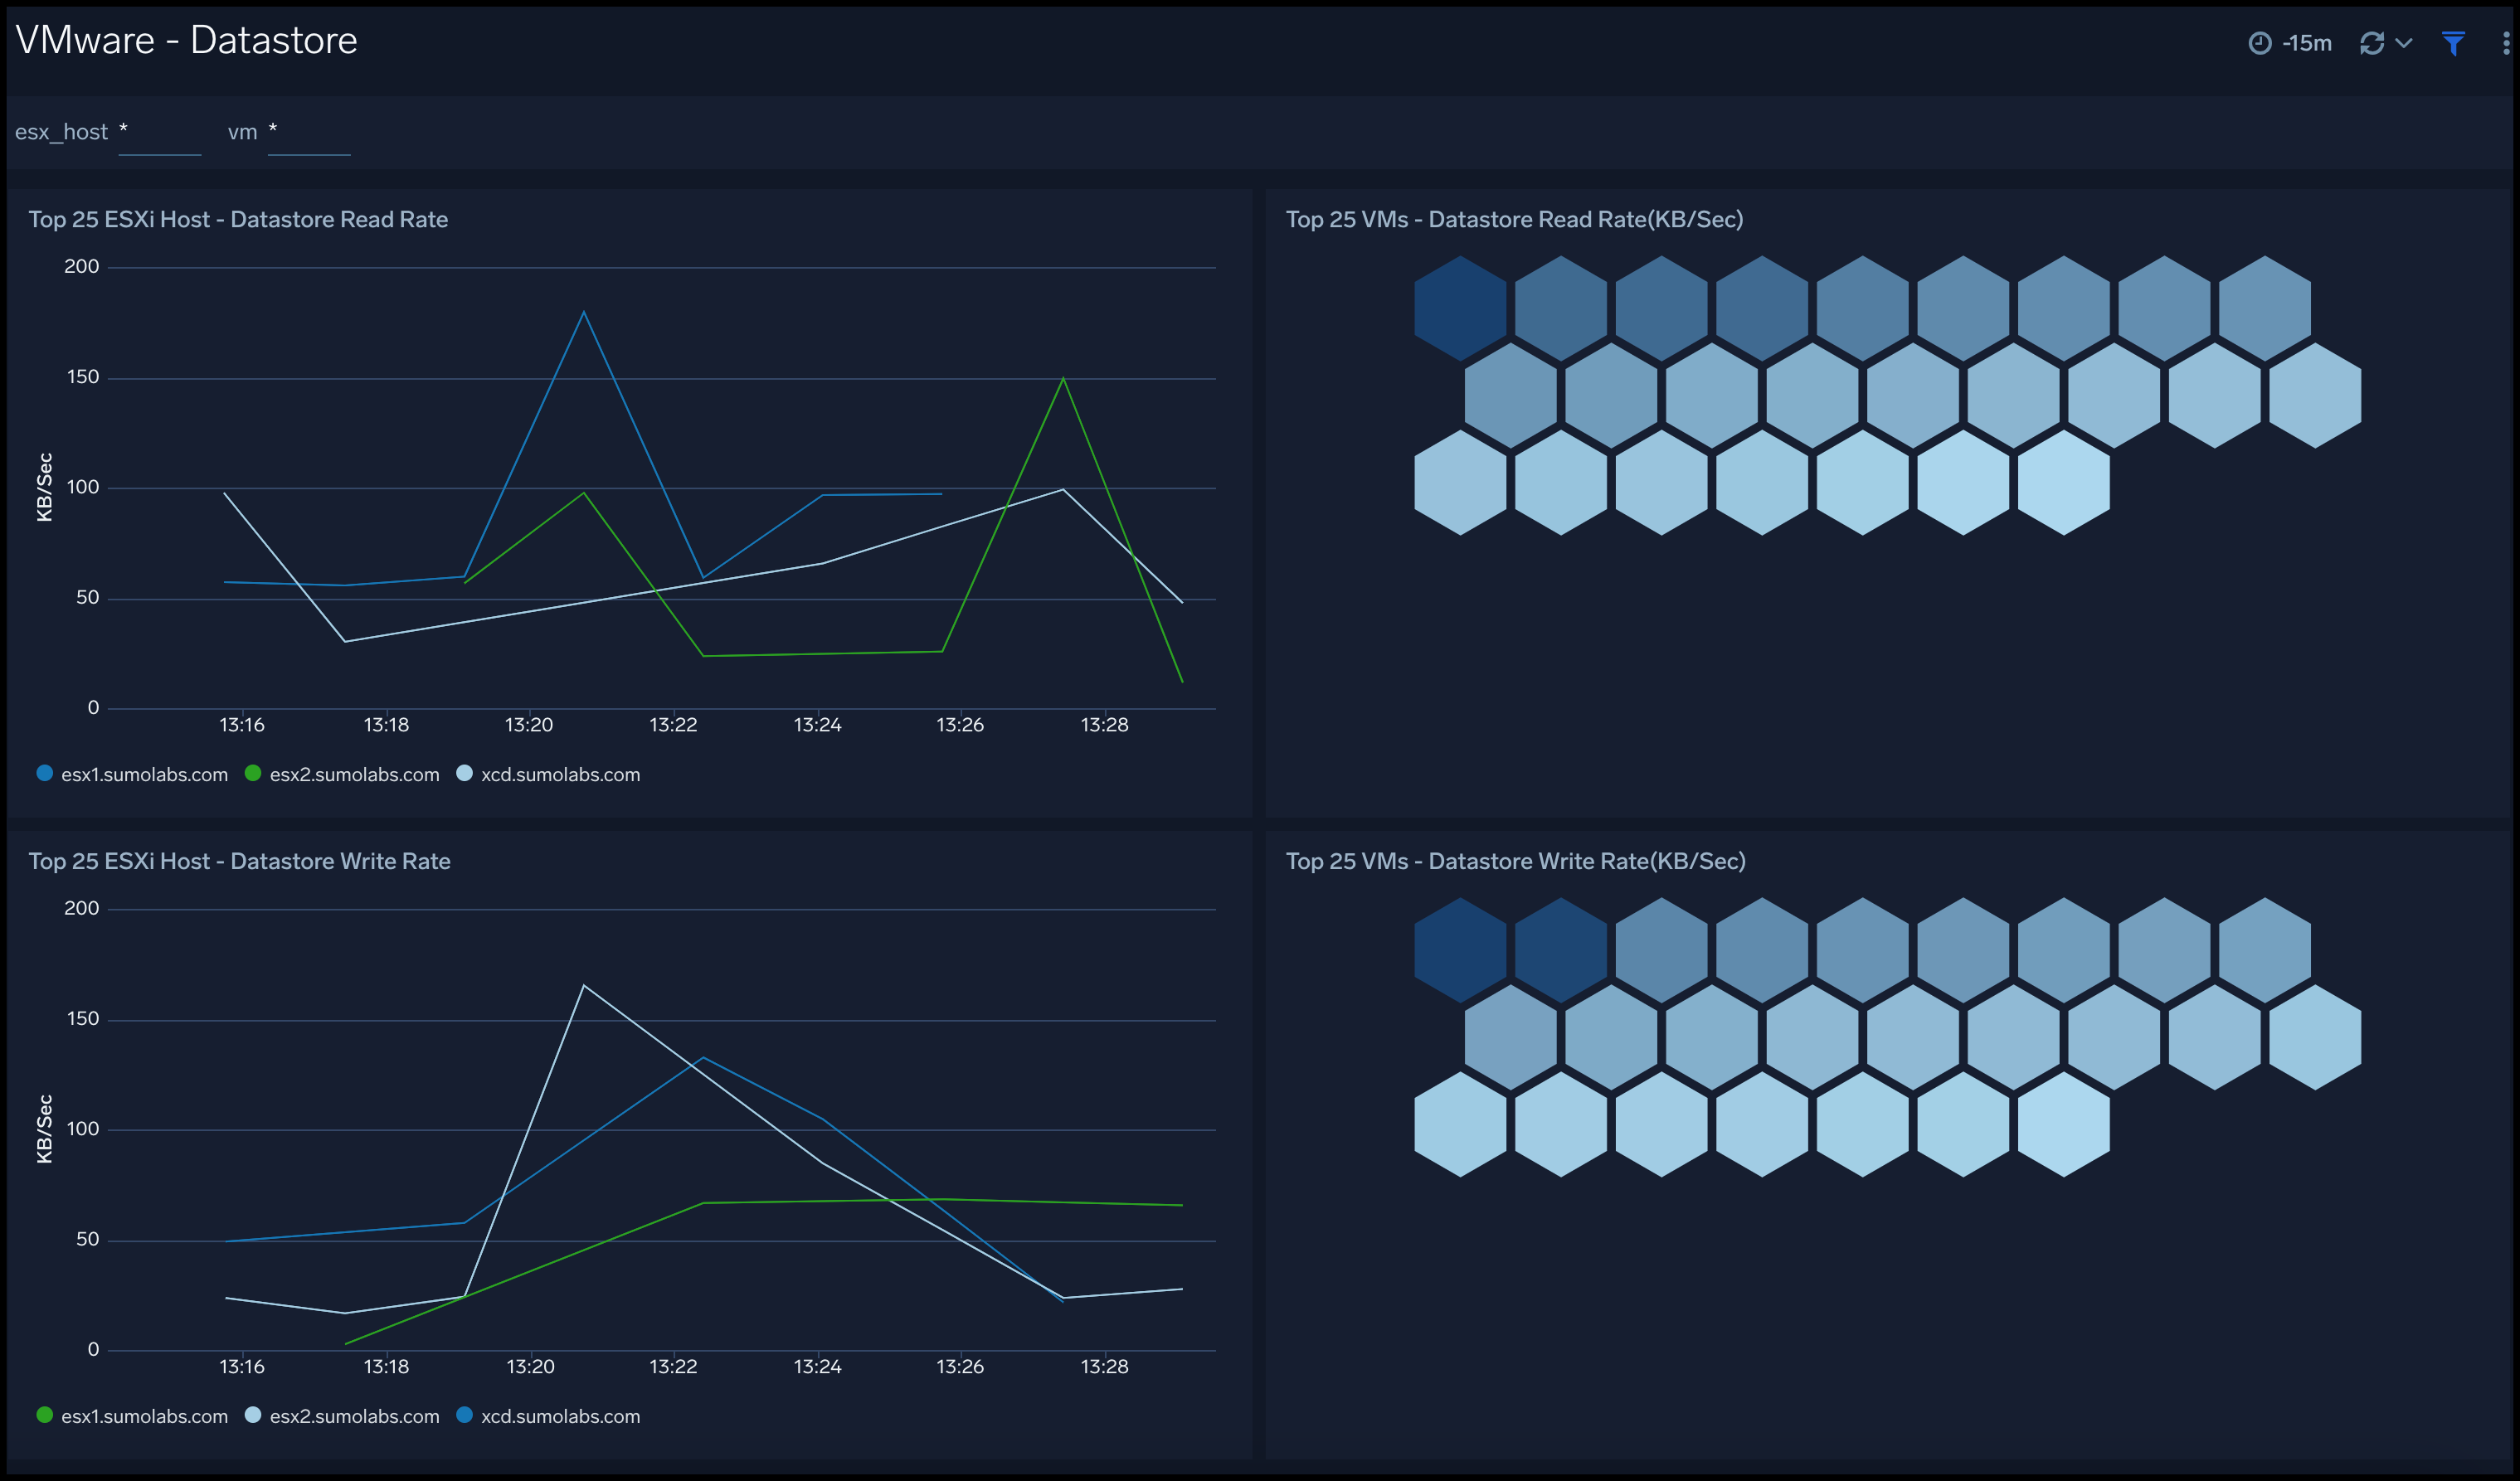 VMware - Datastore
-15m
esx_host * vm *
Top 25 ESXi Host - Datastore Read Rate
200
150
100
50
0
KB/Sec
13:16 13:18 13:20 13:22 13:24 13:26 13:28
esx1.sumolabs.com esx2.sumolabs.com xcd.sumolabs.com
Top 25 VMs - Datastore Read Rate(KB/Sec)
Top 25 ESXi Host - Datastore Write Rate
200
150
100
50
0
KB/Sec
13:16 13:18 13:20 13:22 13:24 13:26 13:28
esx1.sumolabs.com esx2.sumolabs.com xcd.sumolabs.com
Top 25 VMs - Datastore Write Rate(KB/Sec)